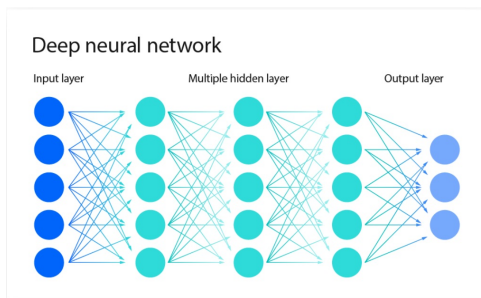 Deep neural network
Input layer
Multiple hidden layer
Output layer